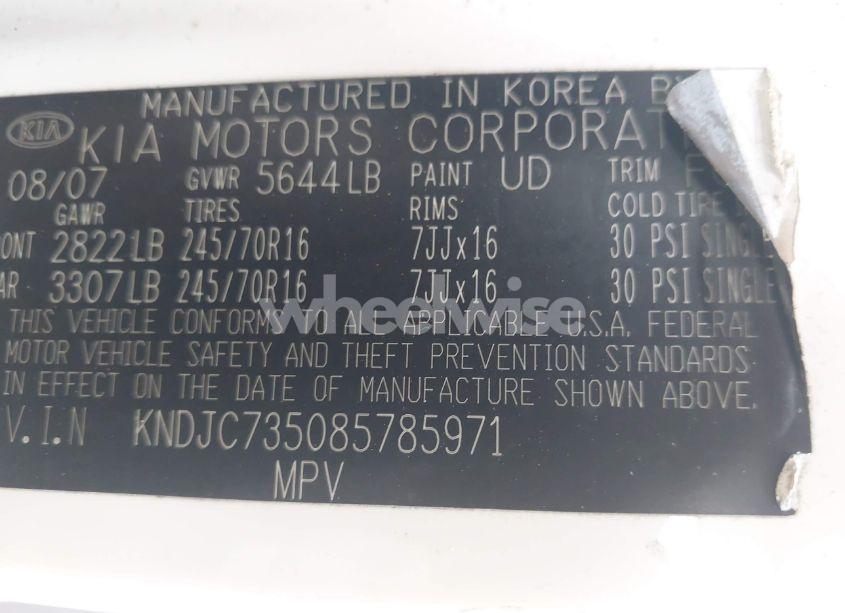 MANUFACTURED IN KOREA BY
KIA KIA MOTORS CORPORAT
08/07 GVWR 5644LB PAINT UD TRIM F
GAWR TIRES RIMS COLD TIRE
ONT 2822LB 245/70R16 7JJx16 30 PSI SINGLE
AR 3307LB 245/70R16 7JJx16 30 PSI SINGLE
wheelwise
THIS VEHICLE CONFORMS TO ALL APPLICABLE U.S.A. FEDERAL
MOTOR VEHICLE SAFETY AND THEFT PREVENTION STANDARDS
IN EFFECT ON THE DATE OF MANUFACTURE SHOWN ABOVE.
V.I.N KNDJC735085785971
MPV